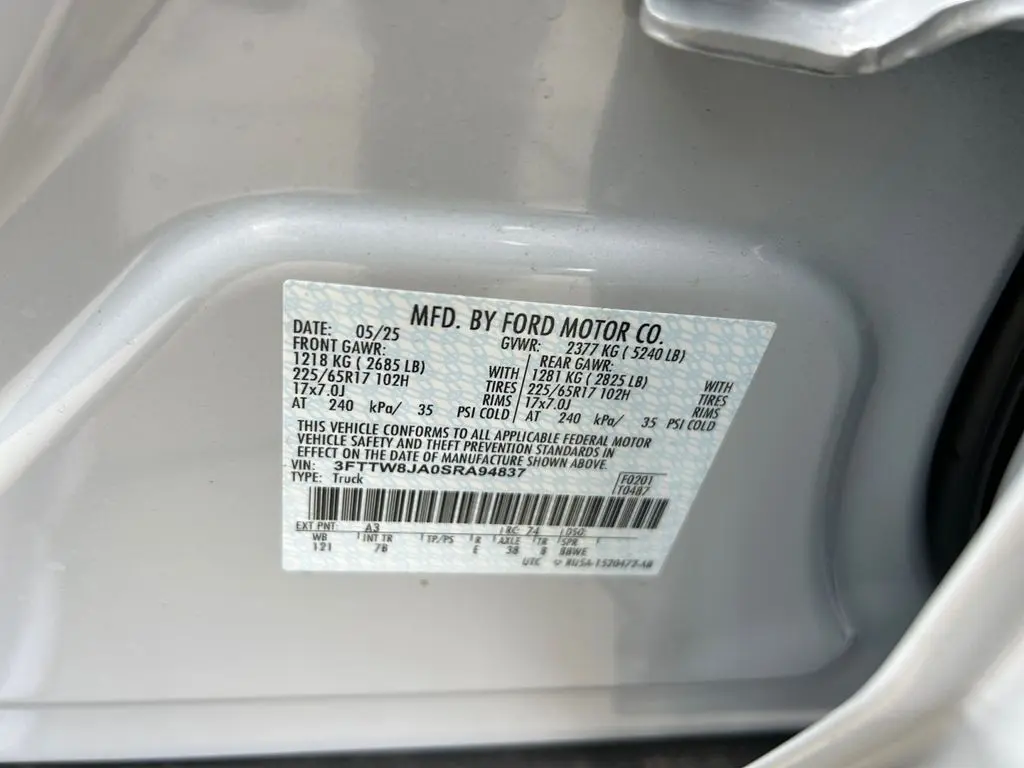 MFD. BY FORD MOTOR CO.
DATE: 05/25 GVWR: 2377 KG ( 5240 LB)
FRONT GAWR: REAR GAWR:
1218 KG ( 2685 LB) WITH 1281 KG ( 2825 LB) WITH
225/65R17 102H TIRES 225/65R17 102H TIRES
17x7.0J RIMS 17x7.0J RIMS
AT 240 kPa/ 35 PSI COLD AT 240 kPa/ 35 PSI COLD
THIS VEHICLE CONFORMS TO ALL APPLICABLE FEDERAL MOTOR
VEHICLE SAFETY AND THEFT PREVENTION STANDARDS IN
EFFECT ON THE DATE OF MANUFACTURE SHOWN ABOVE.
VIN: 3FTTW8JA0SRA94837
TYPE: Truck
F0201
T0487
EXT PNT: A3 RC: 74 DSO:
WB INT TR TP/PS R AXLE TR SPR
121 7B E 38 8 BBWE
UTC